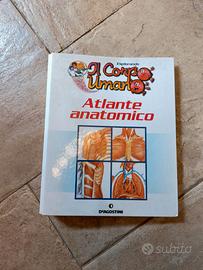 Esplorando
Il Corpo
Umano
Atlante
anatomico
DeAGOSTINI
subito